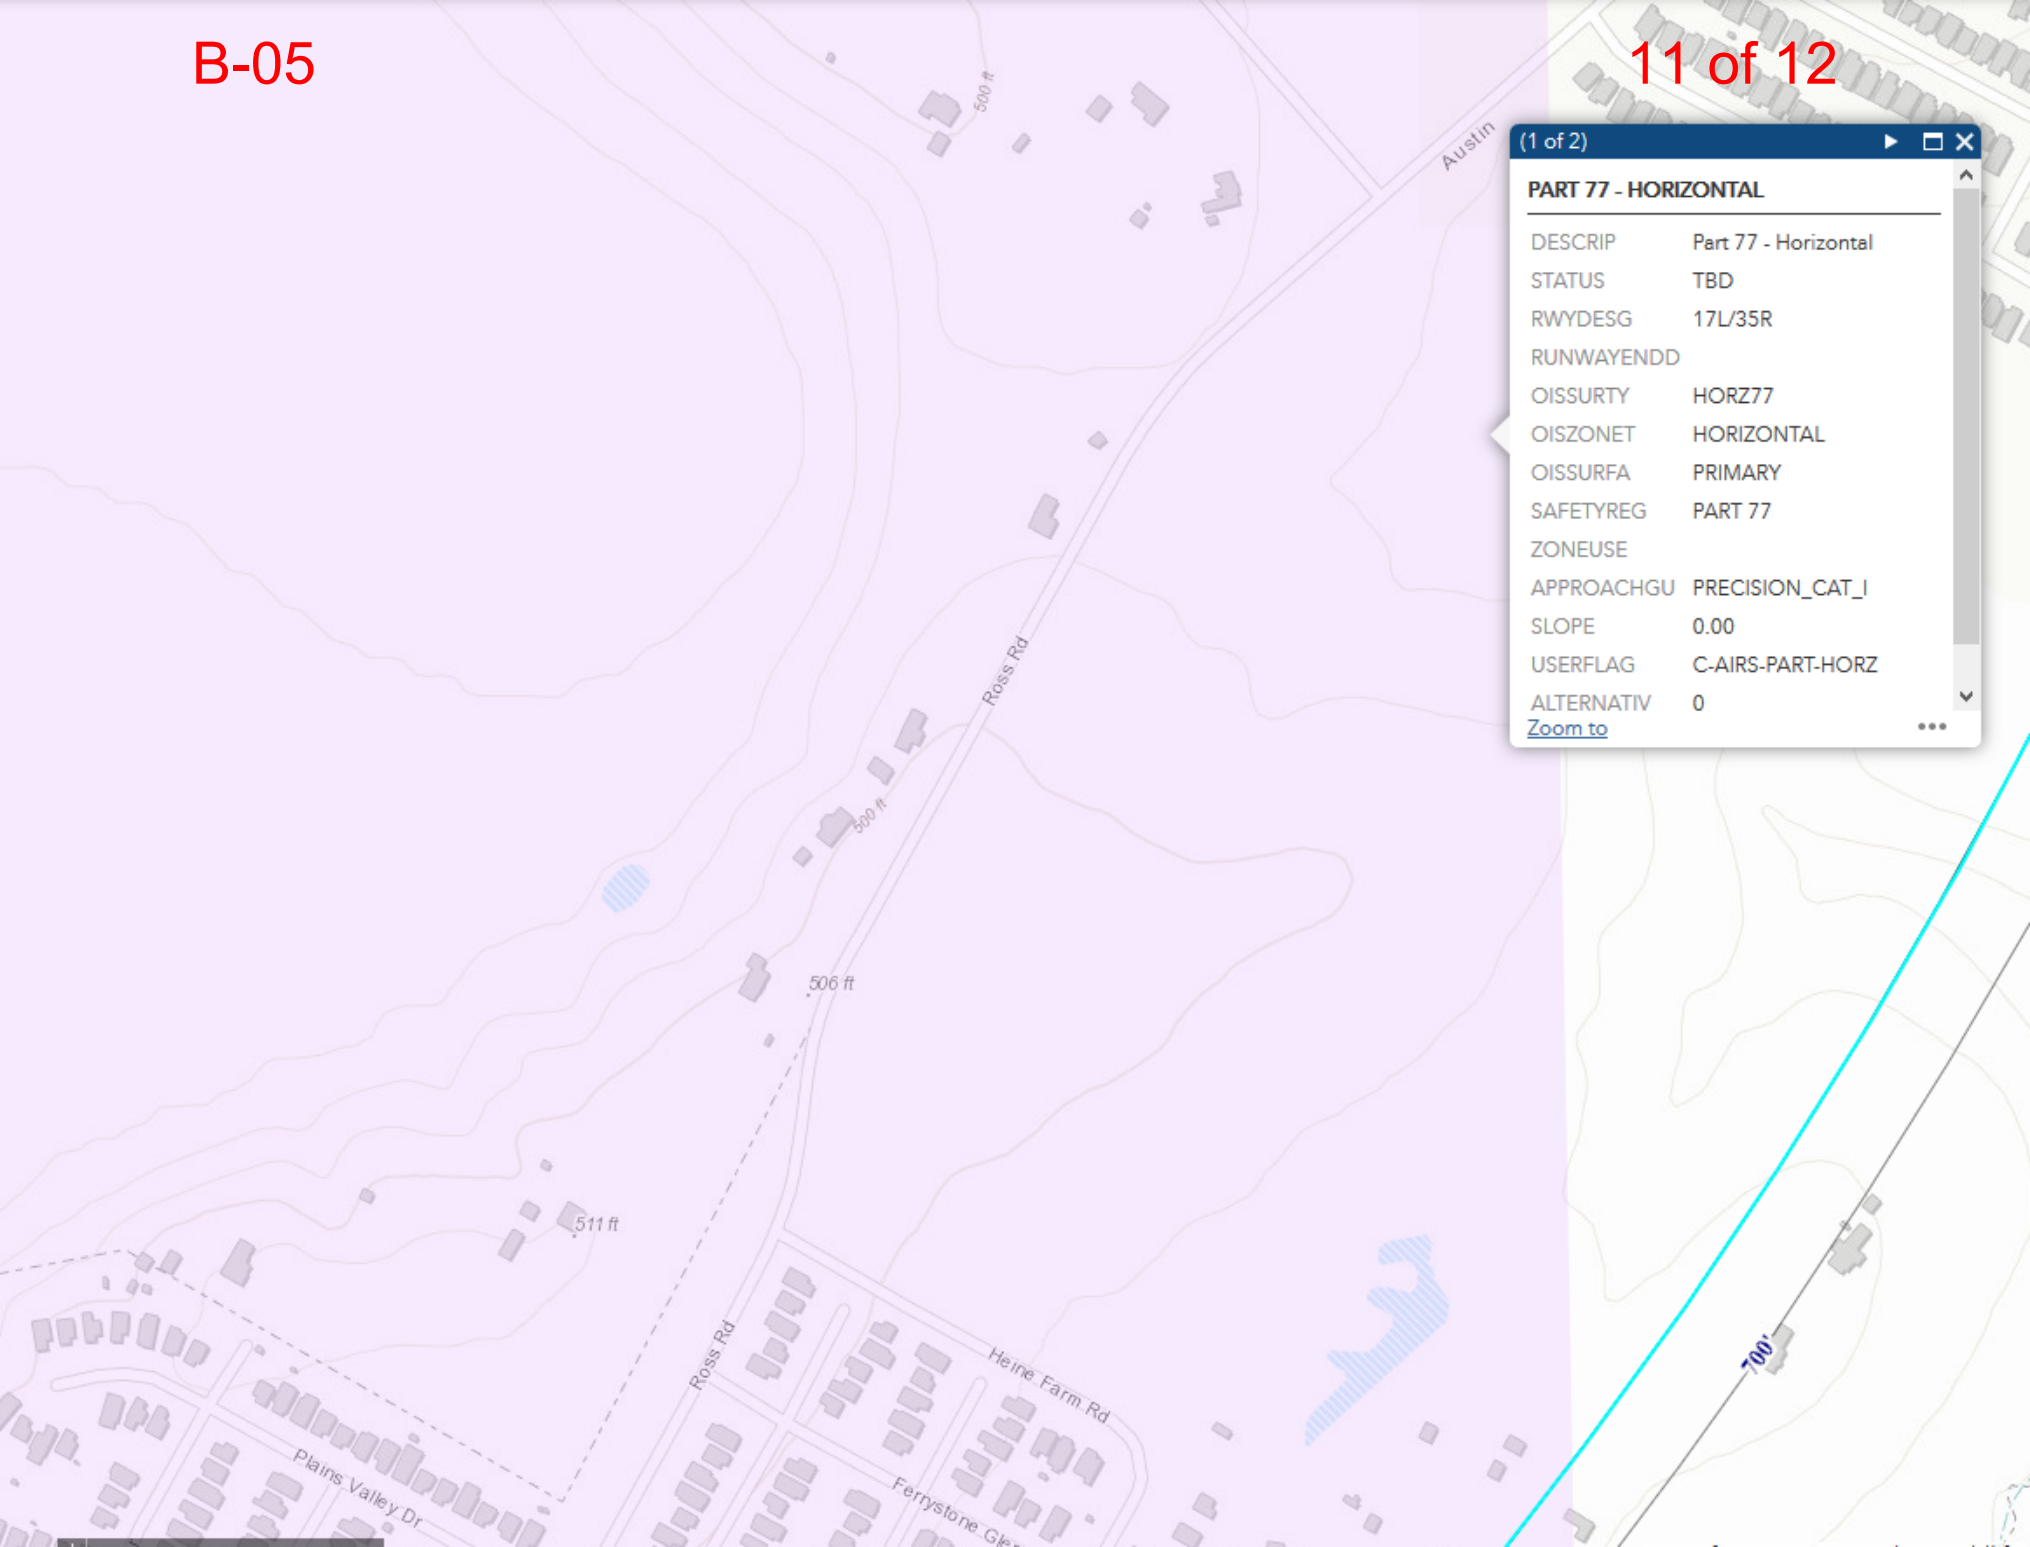 B-05
11 of 12
500 ft
Austin
(1 of 2)
PART 77 - HORIZONTAL
DESCRIP Part 77 - Horizontal
STATUS TBD
RWYDESG 17L/35R
RUNWAYENDD
OISSURTY HORZ77
OISZONET HORIZONTAL
OISSURFA PRIMARY
SAFETYREG PART 77
ZONEUSE
APPROACHGU PRECISION_CAT_I
SLOPE 0.00
USERFLAG C-AIRS-PART-HORZ
ALTERNATIV 0
Zoom to
Ross Rd
500 ft
506 ft
511 ft
Ross Rd
Heine Farm Rd
700'
Plains Valley Dr
Ferrystone Gle